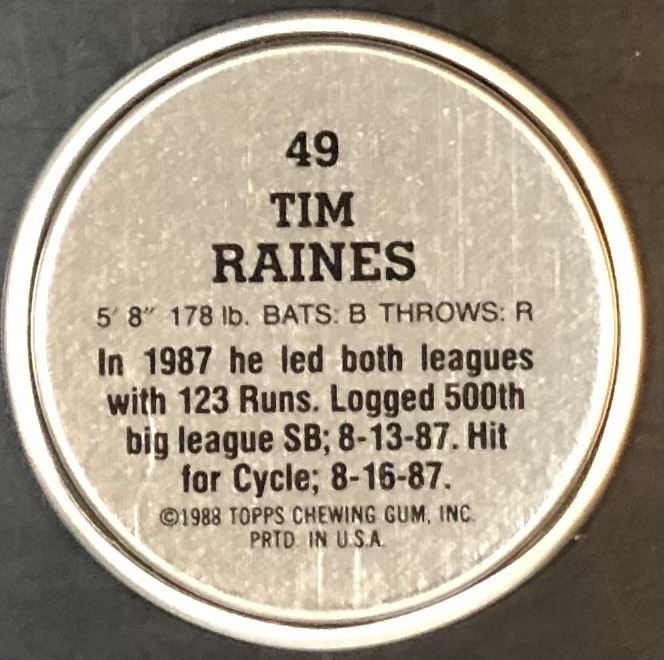 49
TIM
RAINES
5' 8" 178 lb. BATS: B THROWS: R
In 1987 he led both leagues
with 123 Runs. Logged 500th
big league SB; 8-13-87. Hit
for Cycle; 8-16-87.
©1988 TOPPS CHEWING GUM, INC.
PRTD. IN U.S.A.